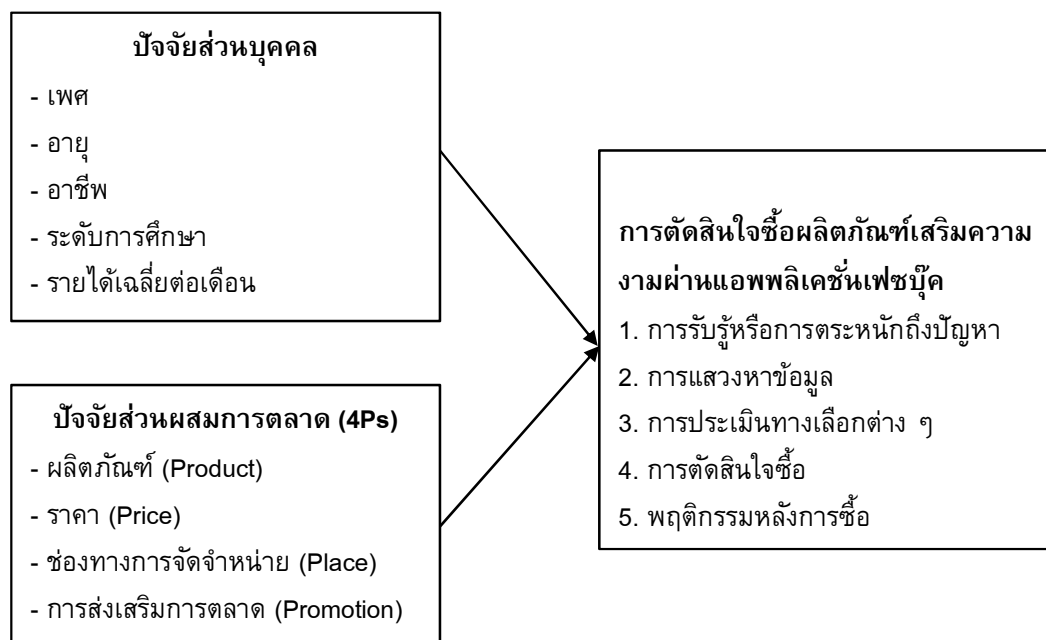 ปัจจัยส่วนบุคคล
- เพศ
- อายุ
- อาชีพ
- ระดับการศึกษา
- รายได้เฉลี่ยต่อเดือน
ปัจจัยส่วนผสมการตลาด (4Ps)
- ผลิตภัณฑ์ (Product)
- ราคา (Price)
- ช่องทางการจัดจำหน่าย (Place)
- การส่งเสริมการตลาด (Promotion)
การตัดสินใจซื้อผลิตภัณฑ์เสริมความ
งามผ่านแอพพลิเคชั่นเฟซบุ๊ค
1. การรับรู้หรือการตระหนักถึงปัญหา
2. การแสวงหาข้อมูล
3. การประเมินทางเลือกต่าง ๆ
4. การตัดสินใจซื้อ
5. พฤติกรรมหลังการซื้อ